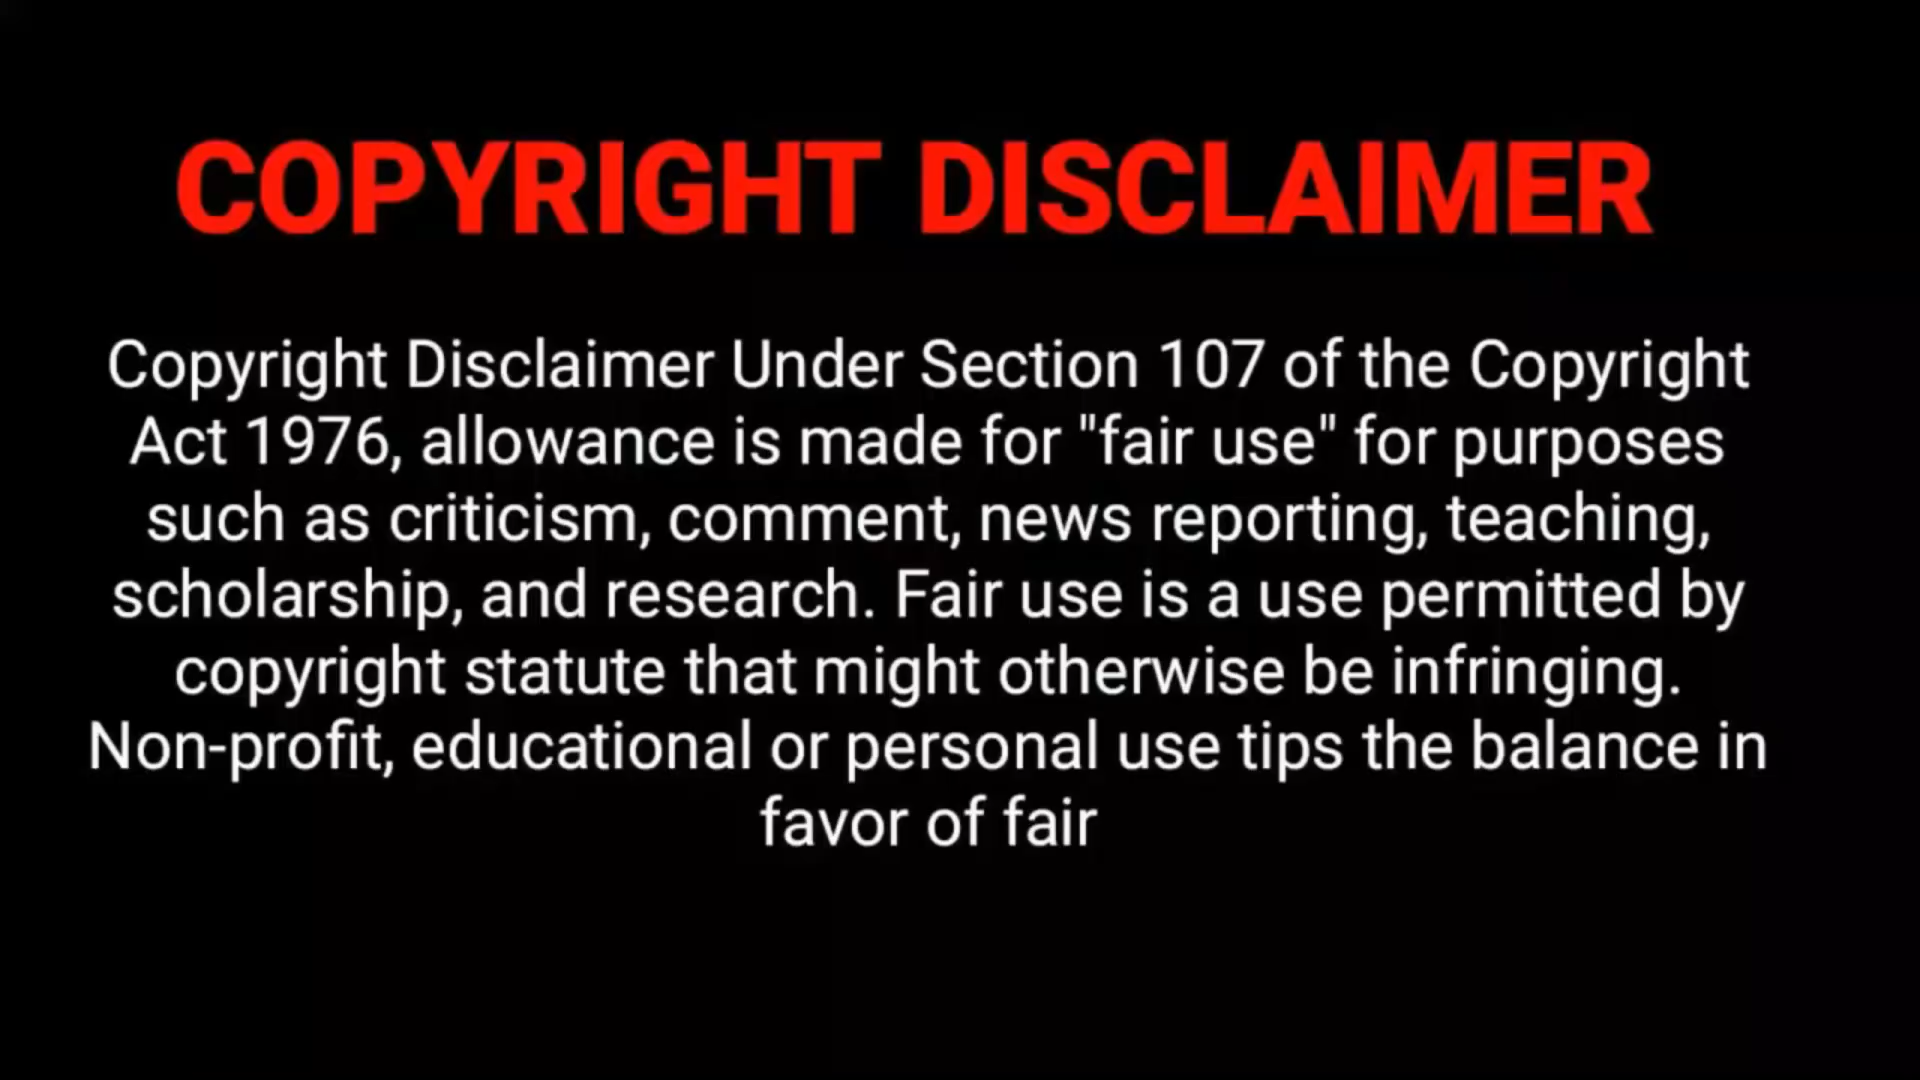 COPYRIGHT DISCLAIMER
Copyright Disclaimer Under Section 107 of the Copyright
Act 1976, allowance is made for "fair use" for purposes
such as criticism, comment, news reporting, teaching,
scholarship, and research. Fair use is a use permitted by
copyright statute that might otherwise be infringing.
Non-profit, educational or personal use tips the balance in
favor of fair